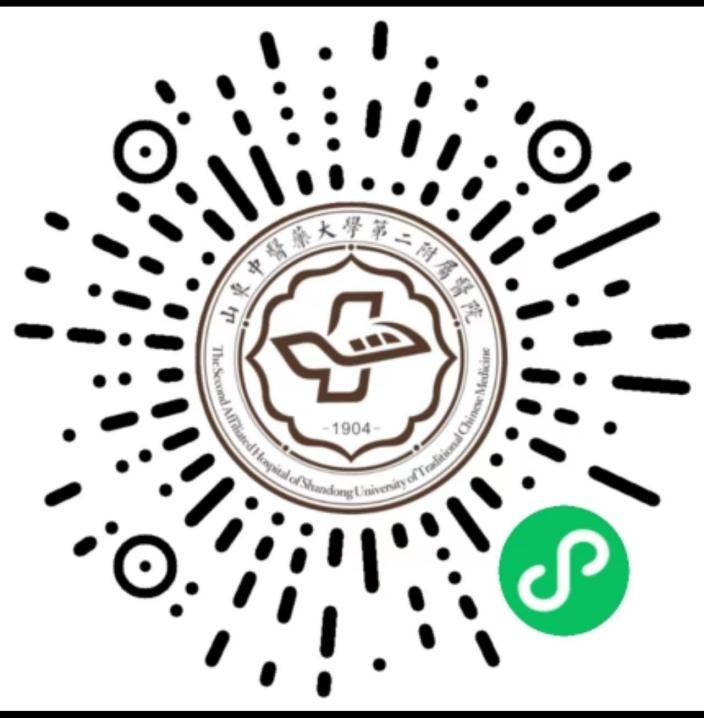 山東中醫藥大學第二附屬醫院
-1904-
The Second Affiliated Hospital of Shandong University of Traditional Chinese Medicine